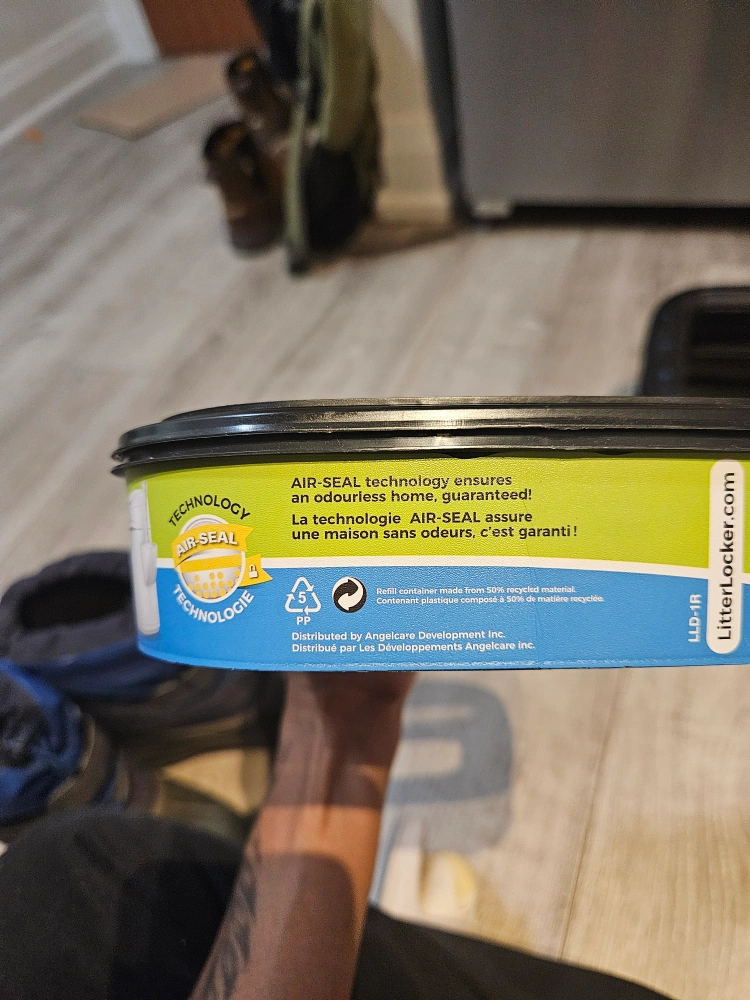 TECHNOLOGY
AIR-SEAL
TECHNOLOGIE
AIR-SEAL technology ensures
an odourless home, guaranteed!
La technologie AIR-SEAL assure
une maison sans odeurs, c'est garanti!
5
PP
Refill container made from 50% recycled material.
Contenant plastique composé à 50% de matière recyclée.
Distributed by Angelcare Development Inc.
Distribué par Les Développements Angelcare inc.
LLD-1R
LitterLocker.com